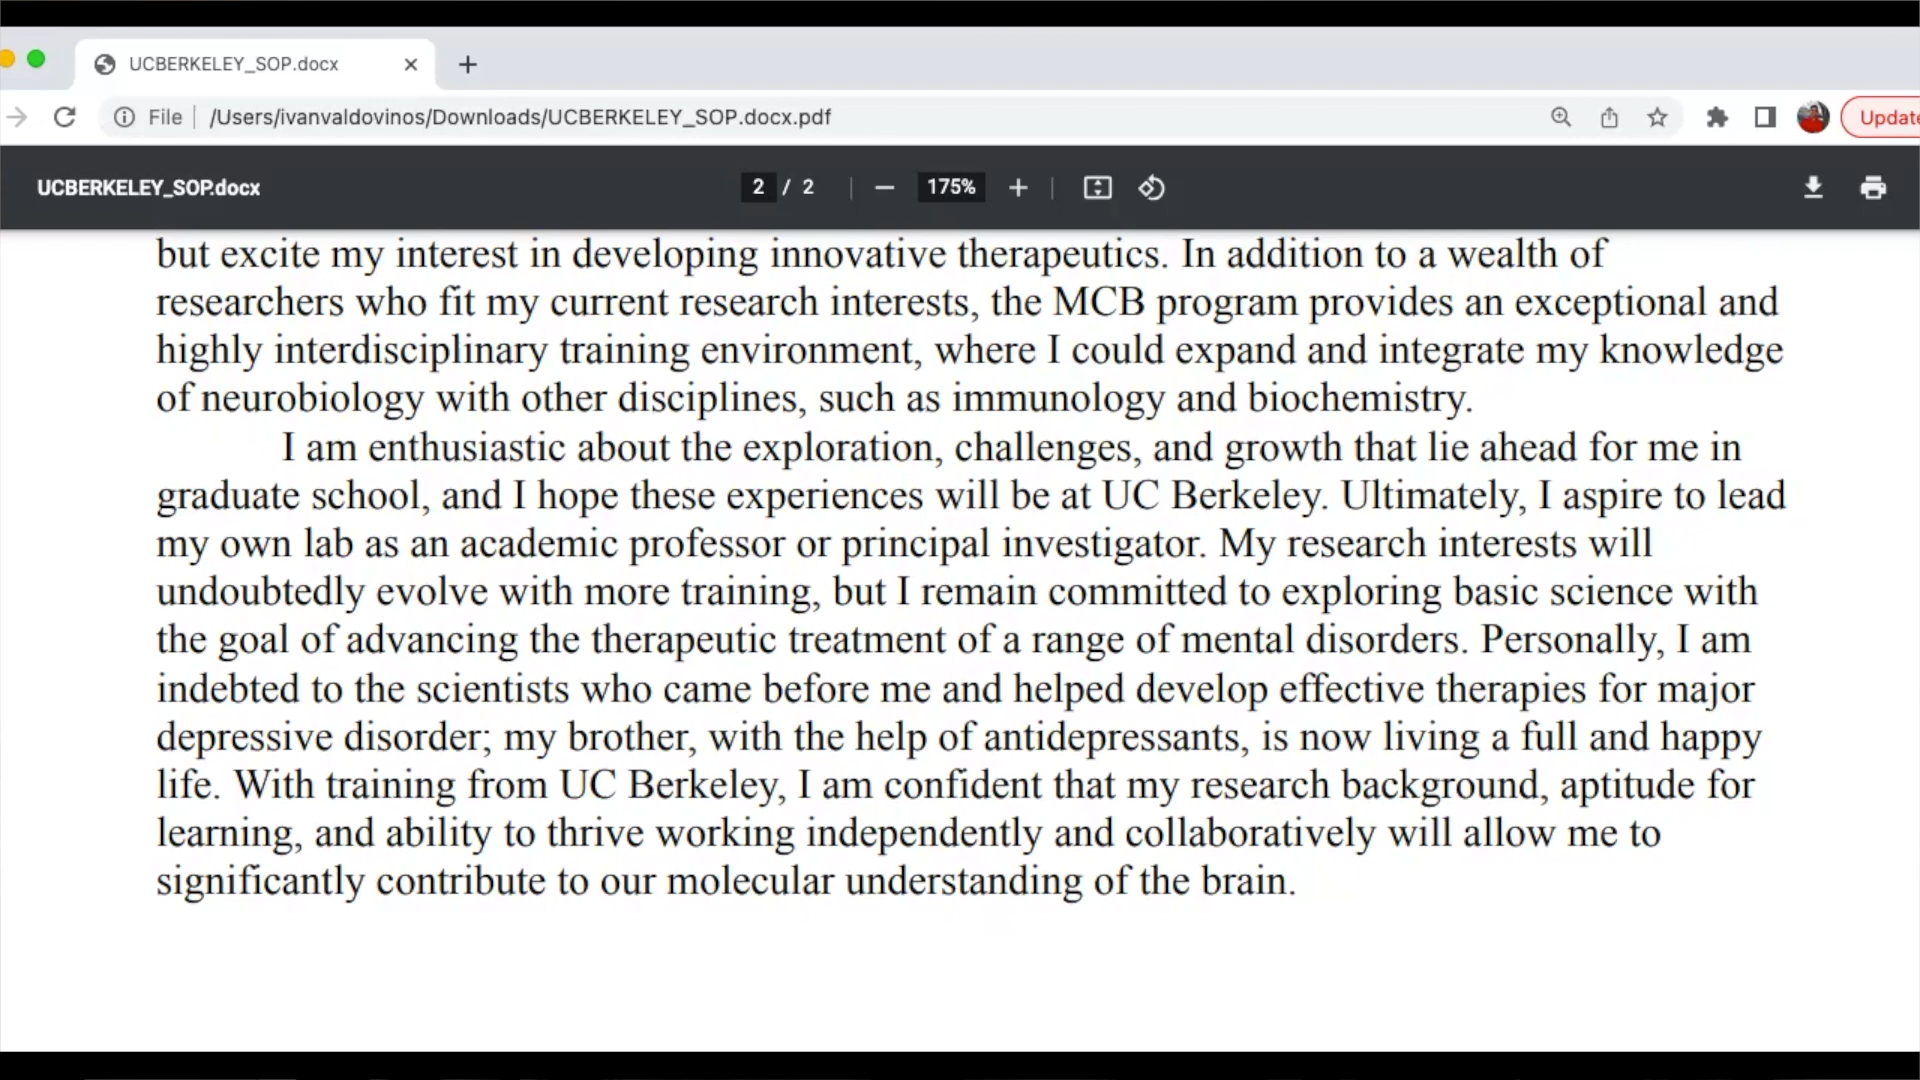 UCBERKELEY_SOP.docx
File /Users/ivanvaldovinos/Downloads/UCBERKELEY_SOP.docx.pdf
Update
UCBERKELEY_SOP.docx 2 / 2 175%
but excite my interest in developing innovative therapeutics. In addition to a wealth of
researchers who fit my current research interests, the MCB program provides an exceptional and
highly interdisciplinary training environment, where I could expand and integrate my knowledge
of neurobiology with other disciplines, such as immunology and biochemistry.
I am enthusiastic about the exploration, challenges, and growth that lie ahead for me in
graduate school, and I hope these experiences will be at UC Berkeley. Ultimately, I aspire to lead
my own lab as an academic professor or principal investigator. My research interests will
undoubtedly evolve with more training, but I remain committed to exploring basic science with
the goal of advancing the therapeutic treatment of a range of mental disorders. Personally, I am
indebted to the scientists who came before me and helped develop effective therapies for major
depressive disorder; my brother, with the help of antidepressants, is now living a full and happy
life. With training from UC Berkeley, I am confident that my research background, aptitude for
learning, and ability to thrive working independently and collaboratively will allow me to
significantly contribute to our molecular understanding of the brain.